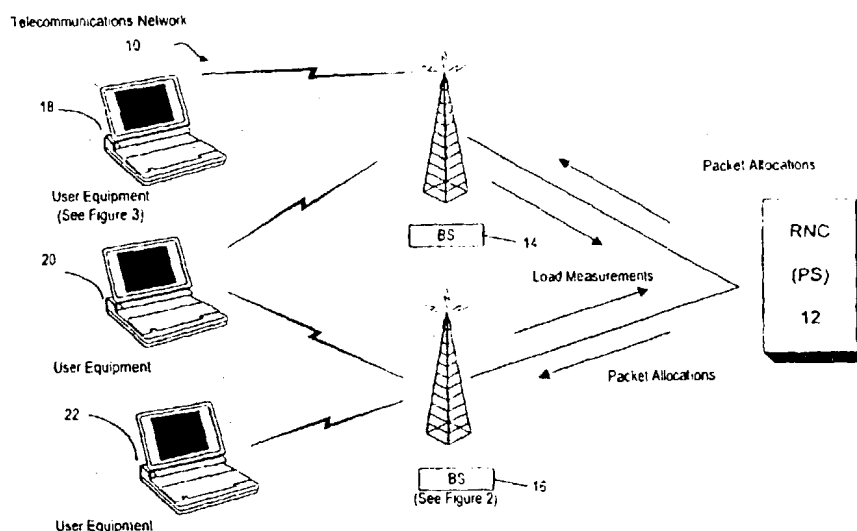 Telecommunications Network
10
18
User Equipment
(See Figure 3)
Packet Allocations
BS
14
RNC
(PS)
12
20
Load Measurements
User Equipment
Packet Allocations
22
BS
16
(See Figure 2)
User Equipment